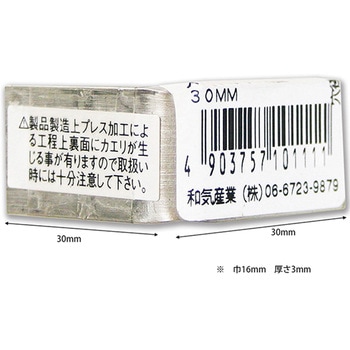 ⚠製品製造上プレス加工によ
る工程上裏面にカエリが生
じる事が有りますので取扱い
時には十分注意して下さい。
30MM
4 903757 101111
和気産業(株)06-6723-9879
30mm
30mm
※ 巾16mm 厚さ3mm